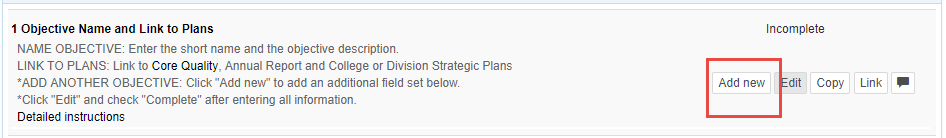 1 Objective Name and Link to Plans
Incomplete
NAME OBJECTIVE: Enter the short name and the objective description.
LINK TO PLANS: Link to Core Quality, Annual Report and College or Division Strategic Plans
*ADD ANOTHER OBJECTIVE: Click "Add new" to add an additional field set below.
Add new Edit Copy Link
*Click "Edit" and check "Complete" after entering all information.
Detailed instructions